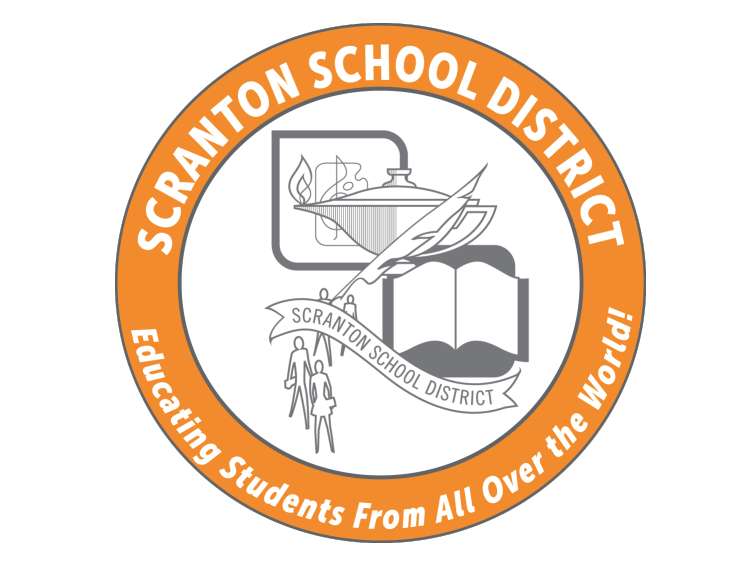 SCRANTON SCHOOL DISTRICT
SCRANTON SCHOOL DISTRICT
Educating Students From All Over the World!